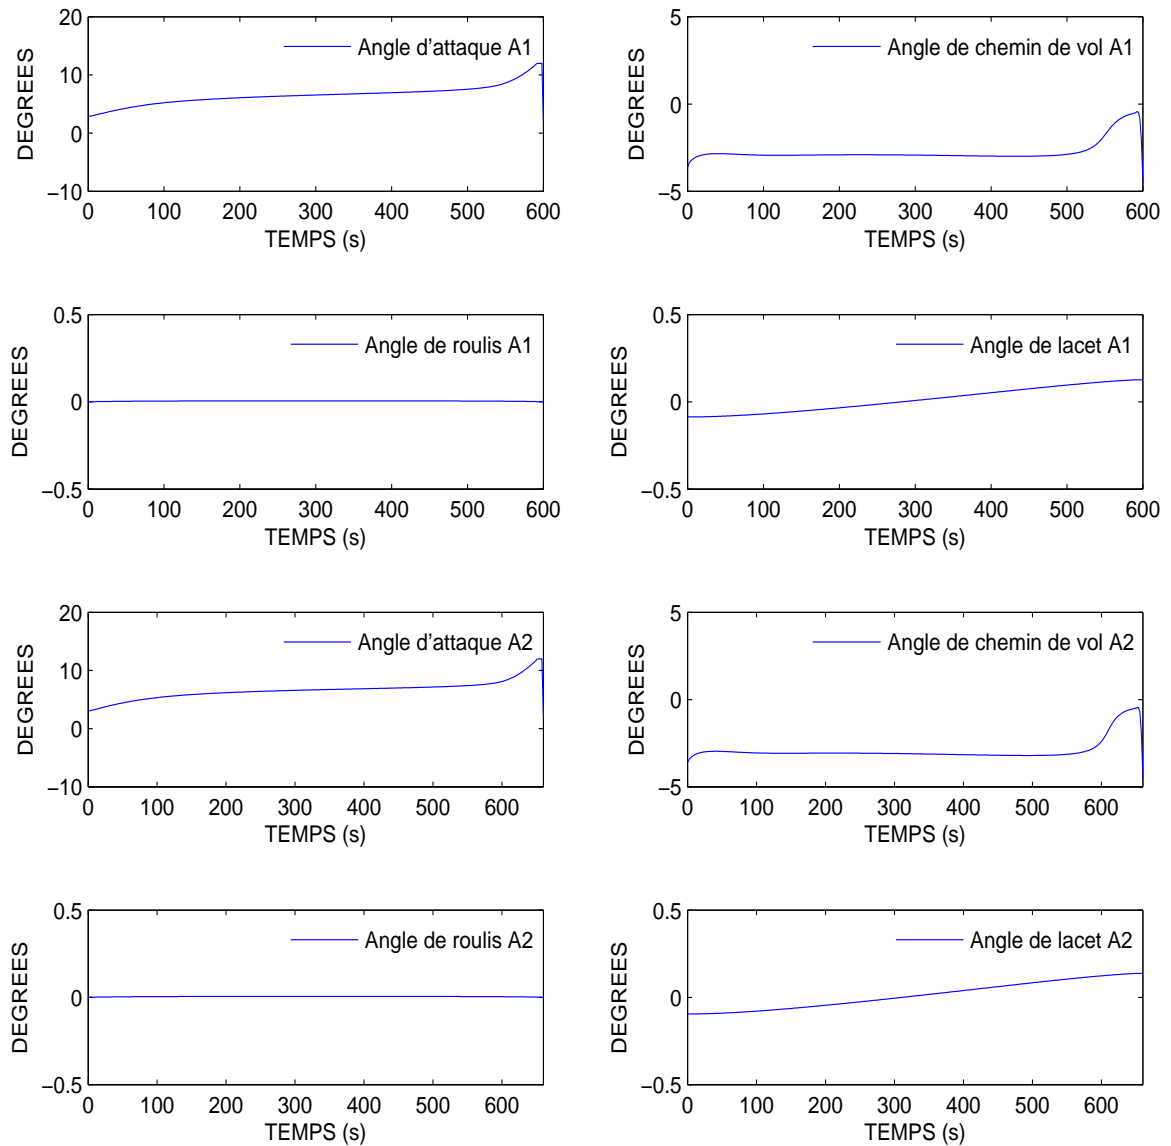 20
10
0
−10
DEGREES
Angle d'attaque A1
0 100 200 300 400 500 600
TEMPS (s)
5
0
−5
DEGREES
Angle de chemin de vol A1
0 100 200 300 400 500 600
TEMPS (s)
0.5
0
−0.5
DEGREES
Angle de roulis A1
0 100 200 300 400 500 600
TEMPS (s)
0.5
0
−0.5
DEGREES
Angle de lacet A1
0 100 200 300 400 500 600
TEMPS (s)
20
10
0
−10
DEGREES
Angle d'attaque A2
0 100 200 300 400 500 600
TEMPS (s)
5
0
−5
DEGREES
Angle de chemin de vol A2
0 100 200 300 400 500 600
TEMPS (s)
0.5
0
−0.5
DEGREES
Angle de roulis A2
0 100 200 300 400 500 600
TEMPS (s)
0.5
0
−0.5
DEGREES
Angle de lacet A2
0 100 200 300 400 500 600
TEMPS (s)